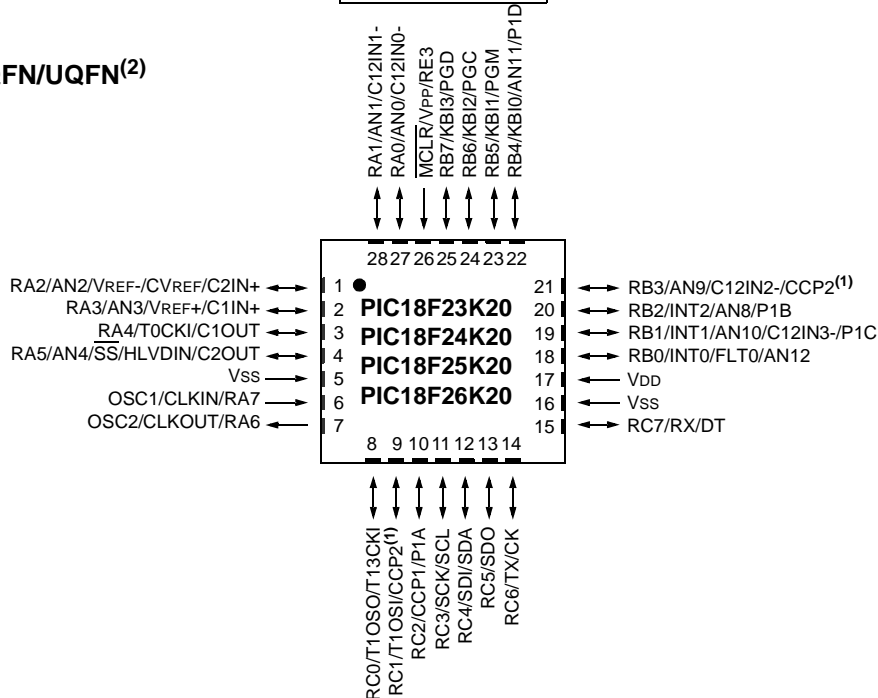 FN/UQFN(2)
RA1/AN1/C12IN1-
RA0/AN0/C12IN0-
MCLR/VPP/RE3
RB7/KBI3/PGD
RB6/KBI2/PGC
RB5/KBI1/PGM
RB4/KBI0/AN11/P1D
28 27 26 25 24 23 22
RA2/AN2/VREF-/CVREF/C2IN+ 1
RA3/AN3/VREF+/C1IN+ 2
RA4/T0CKI/C1OUT 3
RA5/AN4/SS/HLVDIN/C2OUT 4
VSS 5
OSC1/CLKIN/RA7 6
OSC2/CLKOUT/RA6 7
PIC18F23K20
PIC18F24K20
PIC18F25K20
PIC18F26K20
21 RB3/AN9/C12IN2-/CCP2(1)
20 RB2/INT2/AN8/P1B
19 RB1/INT1/AN10/C12IN3-/P1C
18 RB0/INT0/FLT0/AN12
17 VDD
16 VSS
15 RC7/RX/DT
8 9 10 11 12 13 14
RC0/T1OSO/T13CKI
RC1/T1OSI/CCP2(1)
RC2/CCP1/P1A
RC3/SCK/SCL
RC4/SDI/SDA
RC5/SDO
RC6/TX/CK